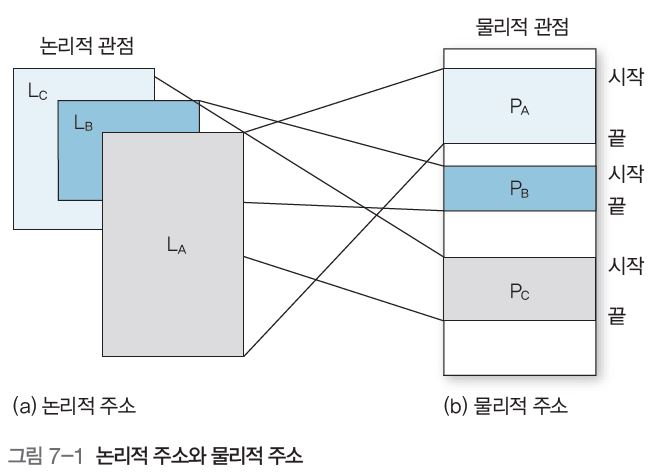 논리적 관점
물리적 관점
LC
LB
LA
PA
시작
끝
PB
시작
끝
PC
시작
끝
(a) 논리적 주소
(b) 물리적 주소
그림 7-1 논리적 주소와 물리적 주소